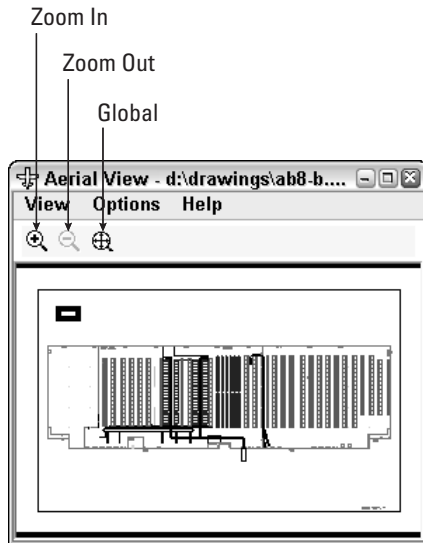 Zoom In
Zoom Out
Global
Aerial View - d:\drawings\ab8-b....
View Options Help